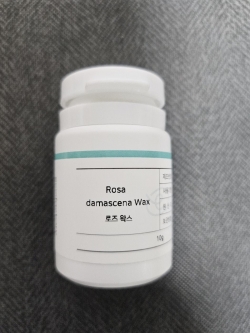 Rosa
damascena Wax
로즈 왁스
10g